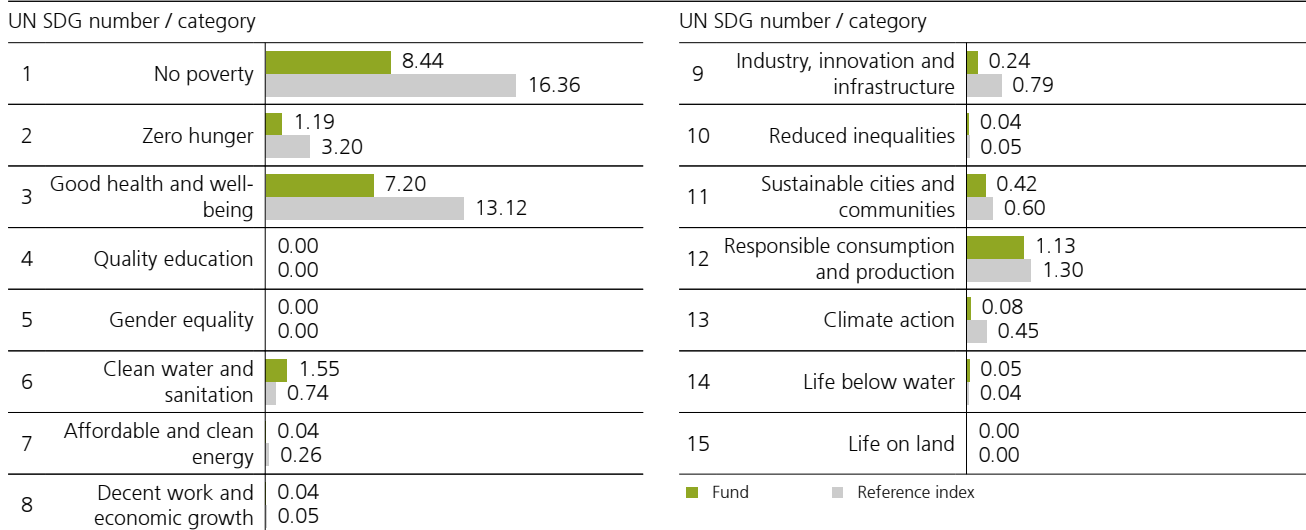 UN SDG number / category
1 No poverty 8.44
16.36
2 Zero hunger 1.19
3.20
3 Good health and well-
being 7.20
13.12
4 Quality education 0.00
0.00
5 Gender equality 0.00
0.00
6 Clean water and
sanitation 1.55
0.74
7 Affordable and clean
energy 0.04
0.26
8 Decent work and
economic growth 0.04
0.05
UN SDG number / category
9 Industry, innovation and
infrastructure 0.24
0.79
10 Reduced inequalities 0.04
0.05
11 Sustainable cities and
communities 0.42
0.60
12 Responsible consumption
and production 1.13
1.30
13 Climate action 0.08
0.45
14 Life below water 0.05
0.04
15 Life on land 0.00
0.00
Fund Reference index